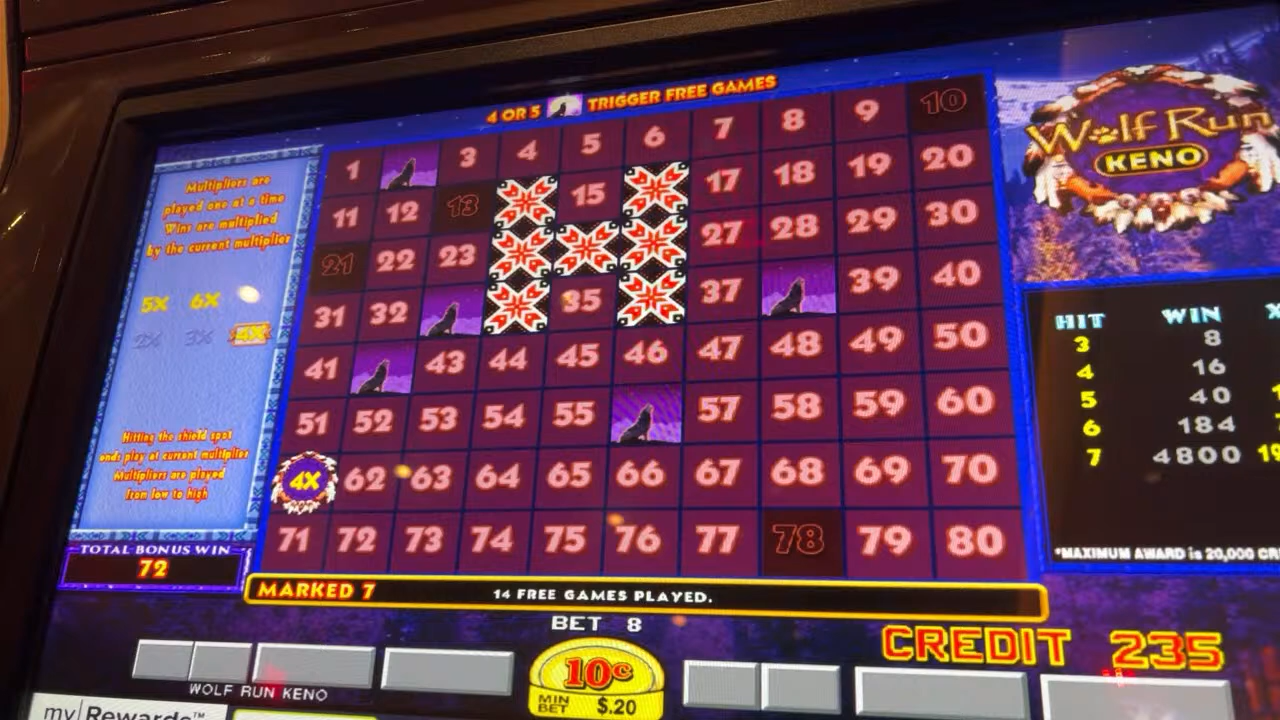 4 OR 5 TRIGGER FREE GAMES
Multipliers are
played one at a time
Wins are multiplied
by the current multiplier
5X 6X
2X 3X 4X
Hitting the shield spot
ends play at current multiplier
Multipliers are played
from low to high
TOTAL BONUS WIN
72
1 3 4 5 6 7 8 9 10
11 12 13 15 17 18 19 20
21 22 23 27 28 29 30
31 32 35 37 39 40
41 43 44 45 46 47 48 49 50
51 52 53 54 55 57 58 59 60
4X 62 63 64 65 66 67 68 69 70
71 72 73 74 75 76 77 78 79 80
Wolf Run
KENO
HIT WIN
3 8
4 16
5 40
6 184
7 4800
*MAXIMUM AWARD is 20,000
MARKED 7 14 FREE GAMES PLAYED.
BET 8
CREDIT 235
WOLF RUN KENO
10¢
MIN
BET $.20
my|Rewards™